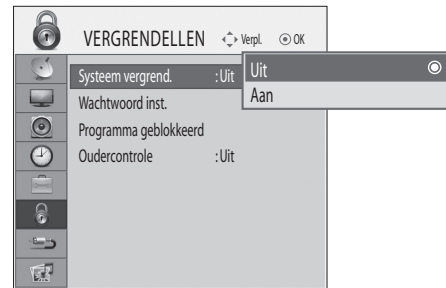 VERGRENDELLEN Verpl. OK
Systeem vergrend. : Uit
Wachtwoord inst.
Programma geblokkeerd
Oudercontrole : Uit
Uit
Aan